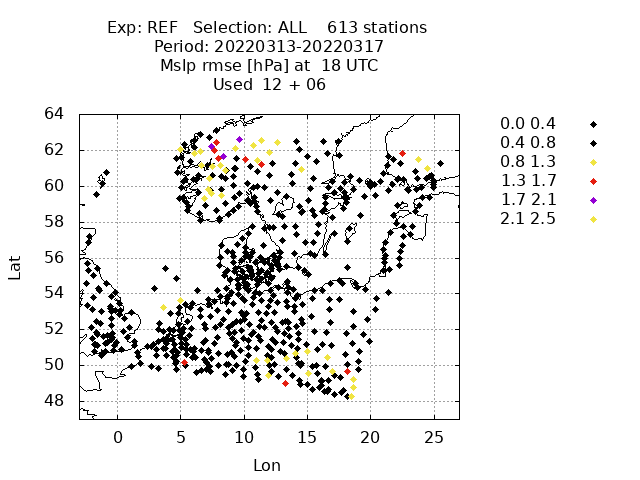 Exp: REF   Selection: ALL    613 stations
Period: 20220313-20220317
Mslp rmse [hPa] at  18 UTC
Used  12 + 06
64
62
60
58
56
54
52
50
48
Lat
0 5 10 15 20 25
Lon
0.0 0.4
0.4 0.8
0.8 1.3
1.3 1.7
1.7 2.1
2.1 2.5